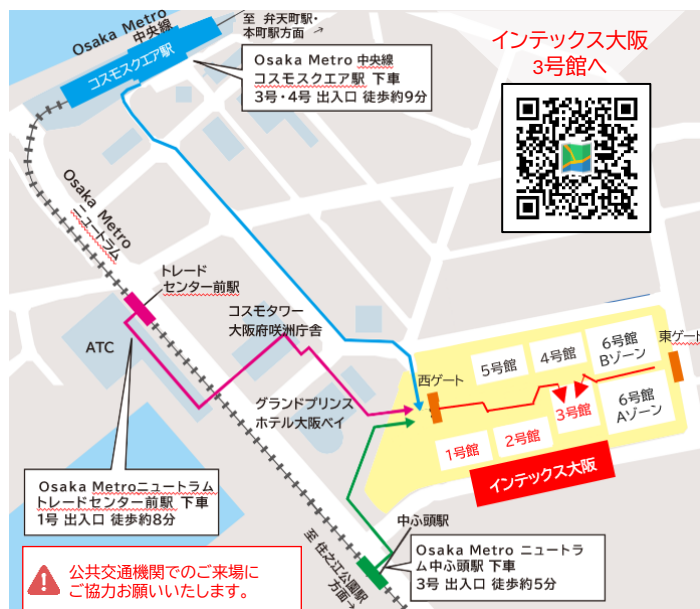 Osaka Metro
中央線
至 弁天町駅・
本町駅方面 →
インテックス大阪
3号館へ
コスモスクエア駅
Osaka Metro 中央線
コスモスクエア駅 下車
3号・4号 出入口 徒歩約9分
Osaka Metro
ニュートラム
トレード
センター前駅
コスモタワー
大阪府咲洲庁舎
ATC
グランドプリンス
ホテル大阪ベイ
西ゲート
東ゲート
5号館
4号館
6号館
Bゾーン
1号館
2号館
3号館
6号館
Aゾーン
インテックス大阪
Osaka Metroニュートラム
トレードセンター前駅 下車
1号 出入口 徒歩約8分
中ふ頭駅
Osaka Metro ニュートラ
ム中ふ頭駅 下車
3号 出入口 徒歩約5分
至 住之江公園駅
方面→
公共交通機関でのご来場に
ご協力お願いいたします。